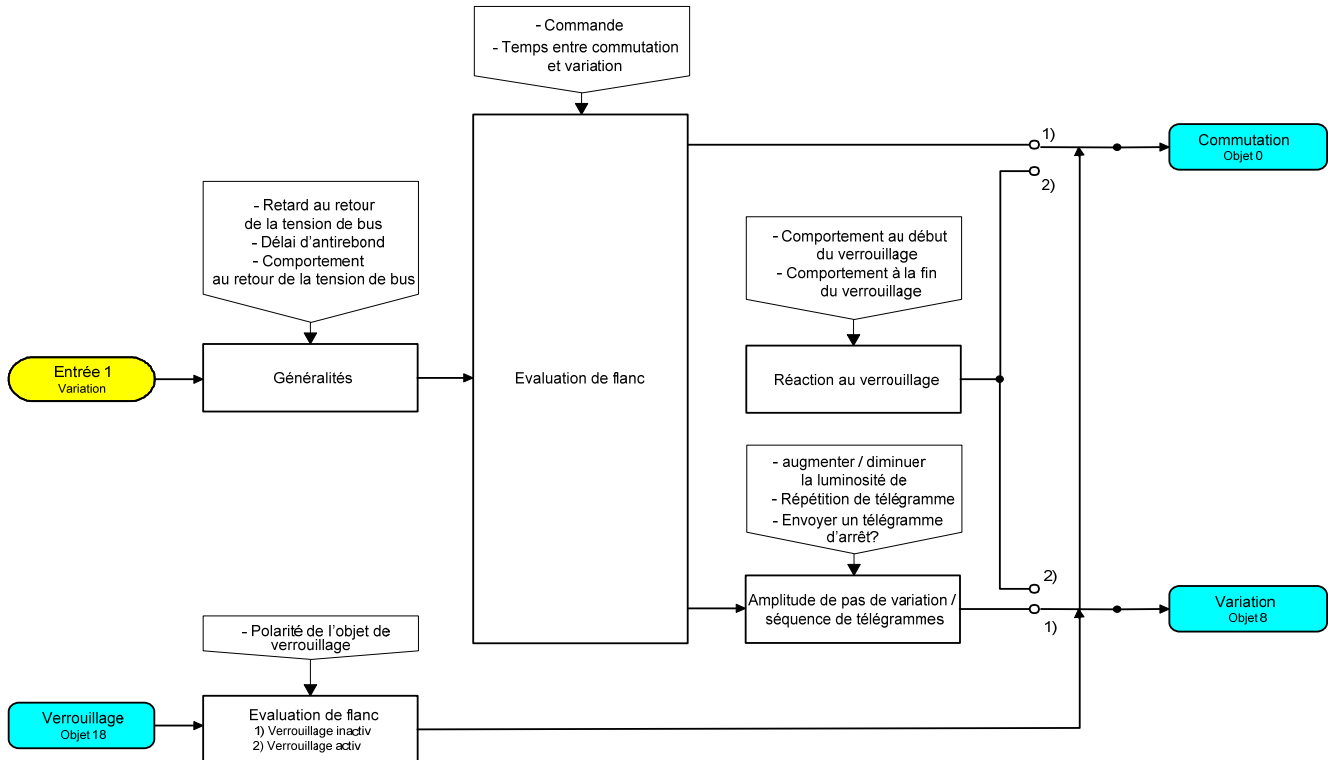 - Commande
- Temps entre commutation
et variation
1)
Commutation
Objet 0
2)
- Retard au retour
de la tension de bus
- Délai d'antirebond
- Comportement
au retour de la tension de bus
- Comportement au début
du verrouillage
- Comportement à la fin
du verrouillage
Entrée 1
Variation
Généralités
Evaluation de flanc
Réaction au verrouillage
- augmenter / diminuer
la luminosité de
- Répétition de télégramme
- Envoyer un télégramme
d'arrêt?
2)
Amplitude de pas de variation /
séquence de télégrammes
1)
Variation
Objet 8
- Polarité de l'objet de
verrouillage
Verrouillage
Objet 18
Evaluation de flanc
1) Verrouillage inactiv
2) Verrouillage activ